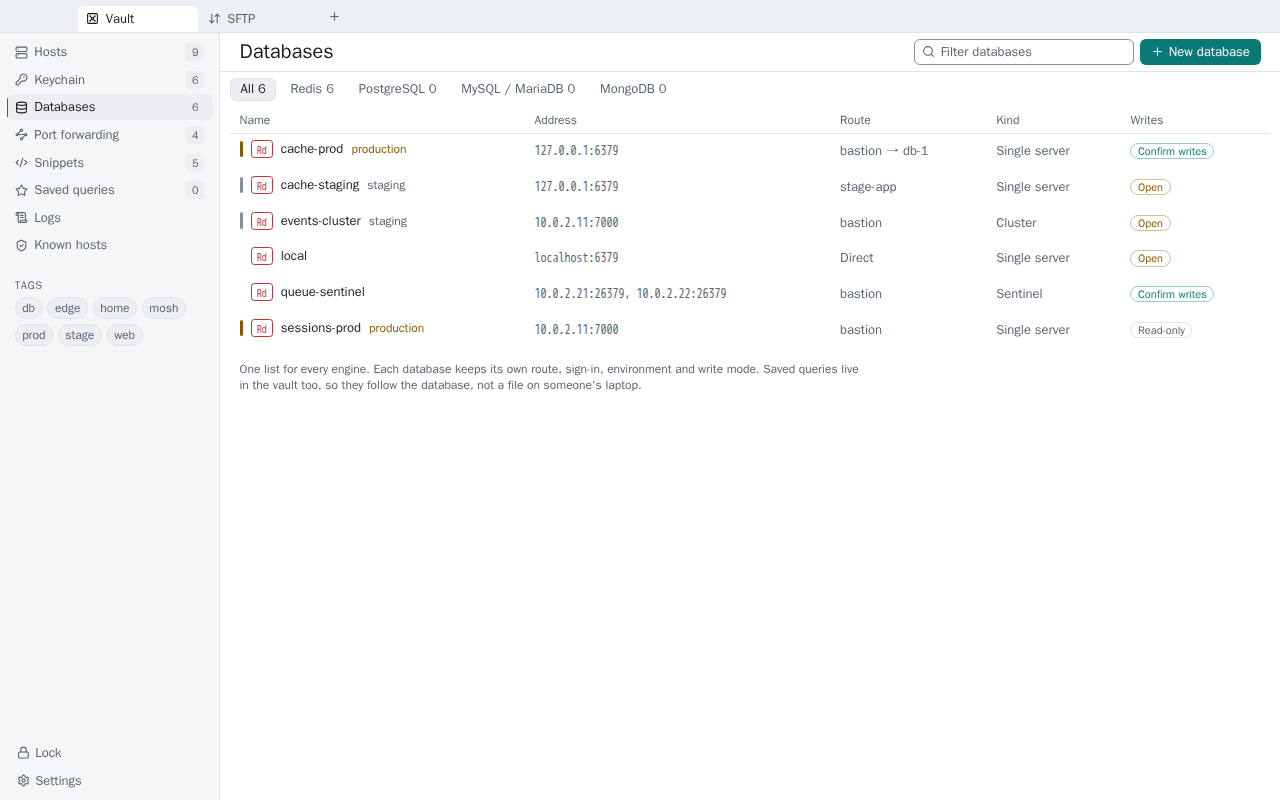 Vault
SFTP
Hosts 9
Keychain 6
Databases 6
Port forwarding 4
Snippets 5
Saved queries 0
Logs
Known hosts
TAGS
db edge home mosh
prod stage web
Lock
Settings
Databases
Filter databases
New database
All 6 Redis 6 PostgreSQL 0 MySQL / MariaDB 0 MongoDB 0
Name Address Route Kind Writes
Rd cache-prod production 127.0.0.1:6379 bastion → db-1 Single server Confirm writes
Rd cache-staging staging 127.0.0.1:6379 stage-app Single server Open
Rd events-cluster staging 10.0.2.11:7000 bastion Cluster Open
Rd local localhost:6379 Direct Single server Open
Rd queue-sentinel 10.0.2.21:26379, 10.0.2.22:26379 bastion Sentinel Confirm writes
Rd sessions-prod production 10.0.2.11:7000 bastion Single server Read-only
One list for every engine. Each database keeps its own route, sign-in, environment and write mode. Saved queries live
in the vault too, so they follow the database, not a file on someone's laptop.